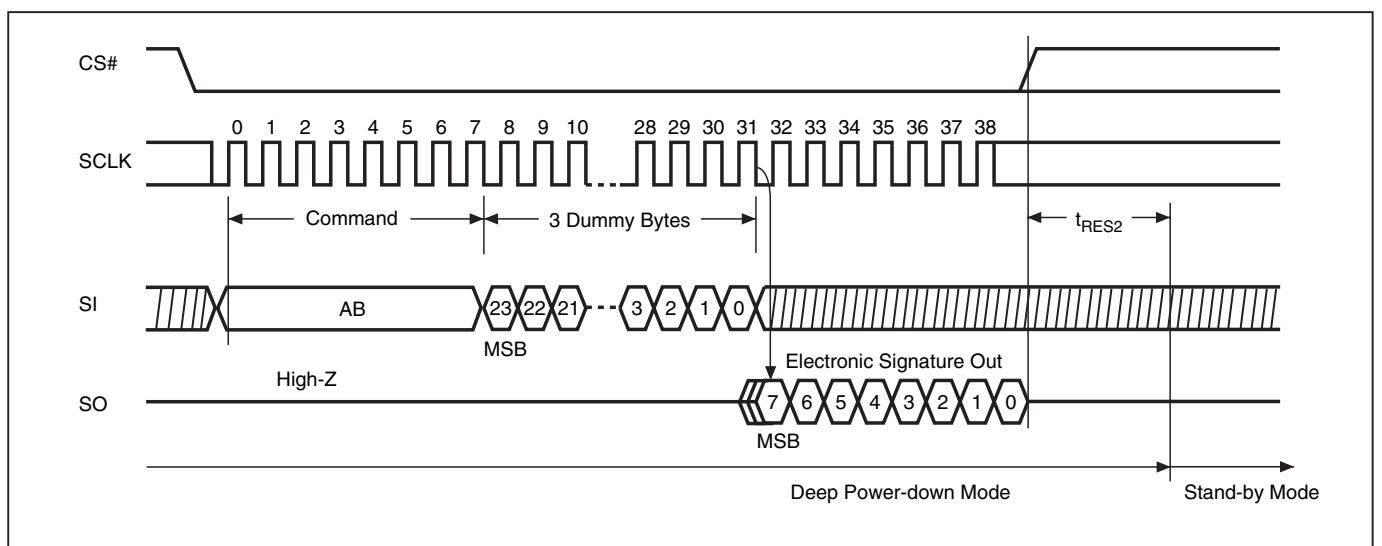 CS#
0 1 2 3 4 5 6 7 8 9 10 28 29 30 31 32 33 34 35 36 37 38
SCLK
Command 3 Dummy Bytes tRES2
SI
AB 23 22 21 3 2 1 0
MSB
High-Z Electronic Signature Out
SO
7 6 5 4 3 2 1 0
MSB
Deep Power-down Mode Stand-by Mode